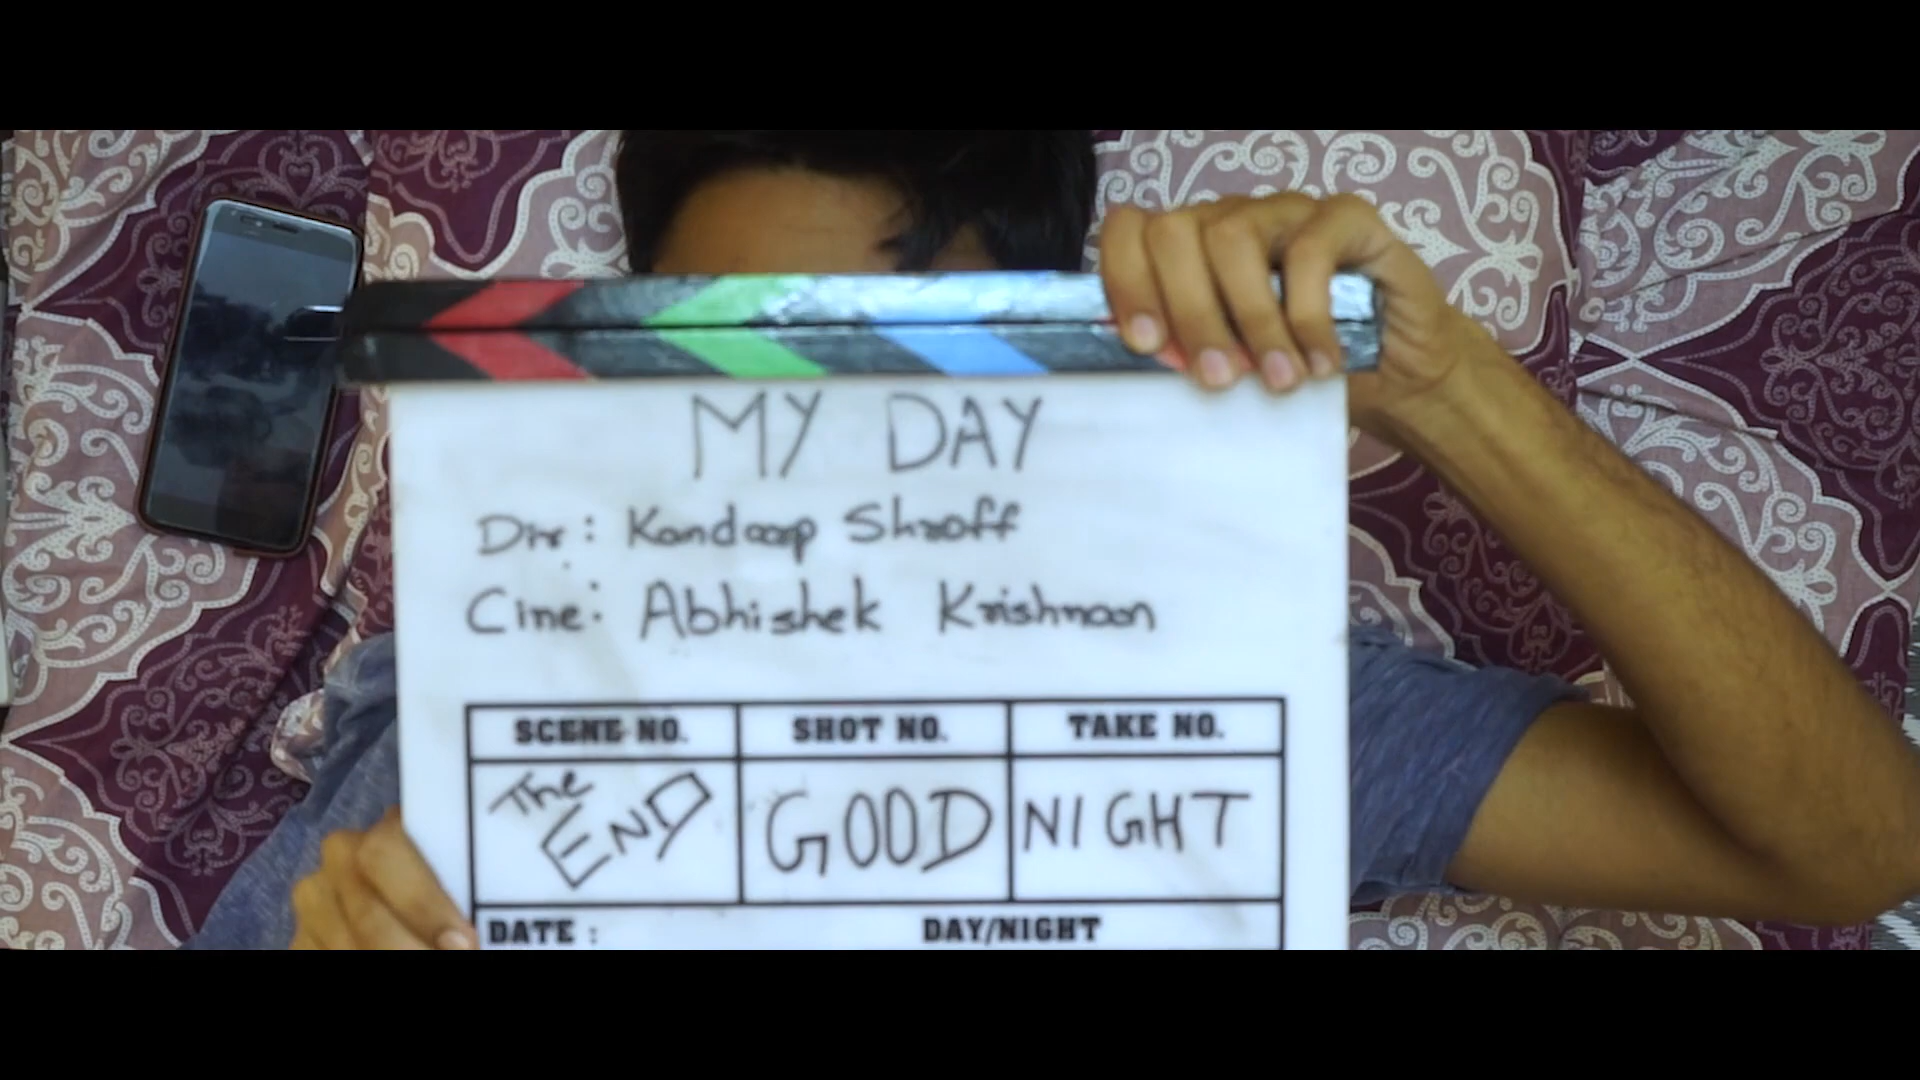 MY DAY
Dir: Kandarp Shroff
Cine: Abhishek Krishnan
SCENE NO. SHOT NO. TAKE NO.
The END GOOD NIGHT
DATE : DAY/NIGHT